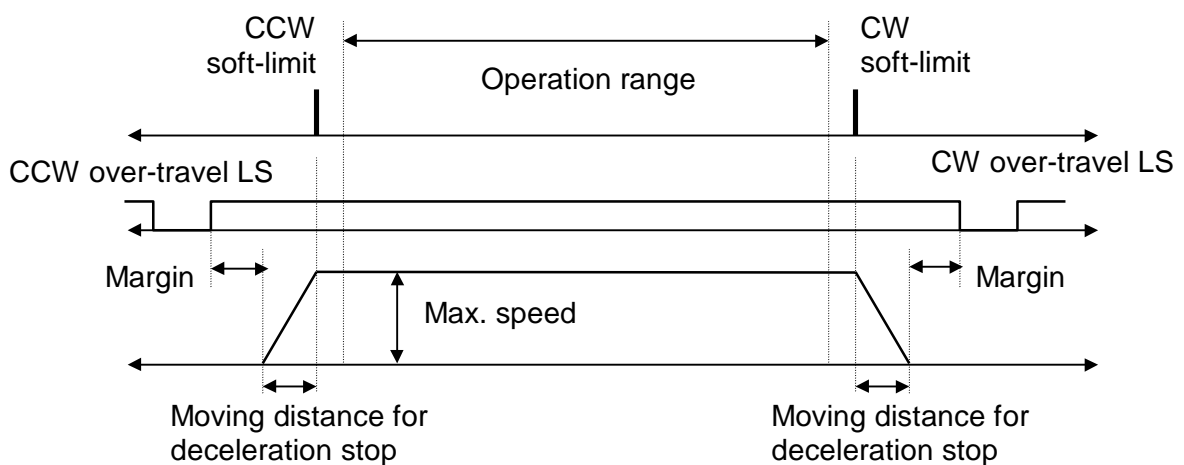 CCW
soft-limit
CW
soft-limit
Operation range
CCW over-travel LS
CW over-travel LS
Margin
Margin
Max. speed
Moving distance for
deceleration stop
Moving distance for
deceleration stop